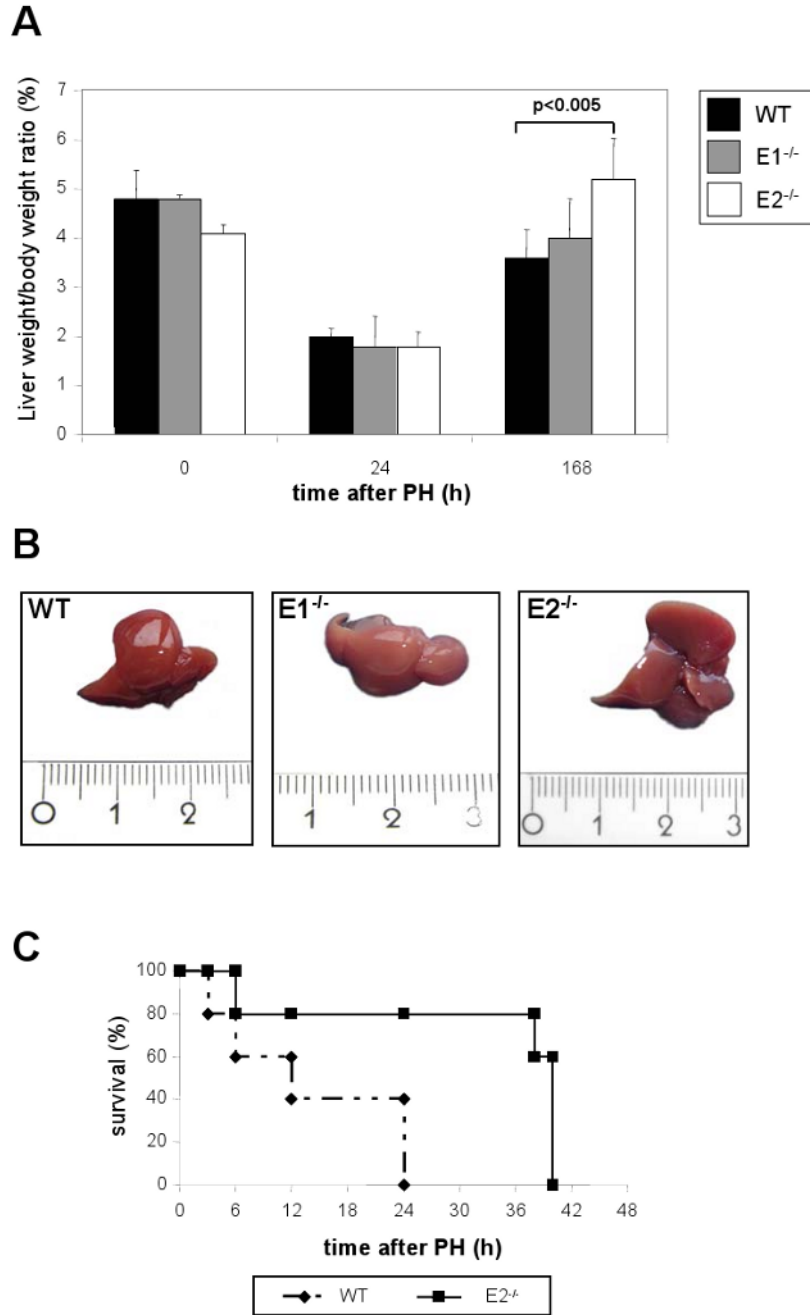 A
Liver weight/body weight ratio (%)
7
6
5
4
3
2
1
0
p<0.005
WT
E1-/-
E2-/-
0 24 168
time after PH (h)
B
WT
E1-/-
E2-/-
0 1 2
1 2 3
0 1 2 3
C
survival (%)
100
80
60
40
20
0
0 6 12 18 24 30 36 42 48
time after PH (h)
WT E2-/-